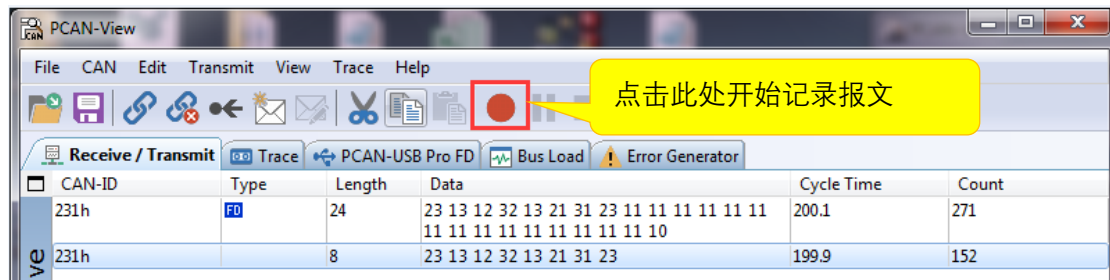 PCAN-View
File CAN Edit Transmit View Trace Help
点击此处开始记录报文
Receive / Transmit Trace PCAN-USB Pro FD Bus Load Error Generator
CAN-ID Type Length Data Cycle Time Count
231h FD 24 23 13 12 32 13 21 31 23 11 11 11 11 11 11 200.1 271
11 11 11 11 11 11 11 11 11 10
231h 8 23 13 12 32 13 21 31 23 199.9 152